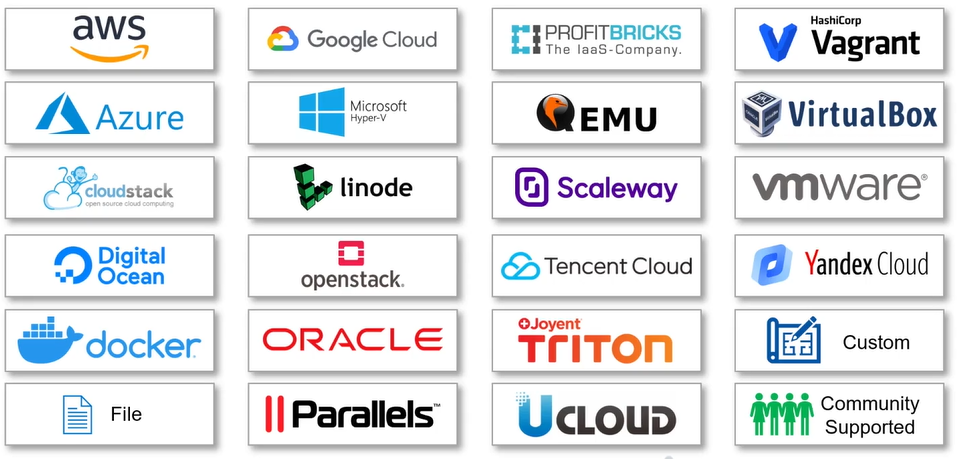 aws
Google Cloud
PROFITBRICKS
The IaaS-Company.
HashiCorp
Vagrant
Azure
Microsoft
Hyper-V
QEMU
VirtualBox
cloudstack
open source cloud computing
linode
Scaleway
vmware®
Digital
Ocean
openstack.
Tencent Cloud
Yandex Cloud
docker
ORACLE
Joyent
TRITON
Custom
File
Parallels™
UCLOUD
Community
Supported